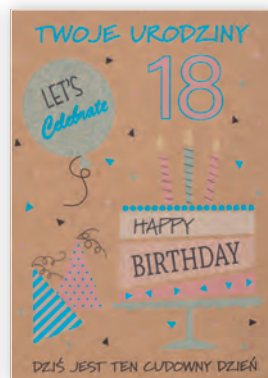 TWOJE URODZINY
18
LET'S
Celebrate
HAPPY
BIRTHDAY
DZIŚ JEST TEN CUDOWNY DZIEŃ